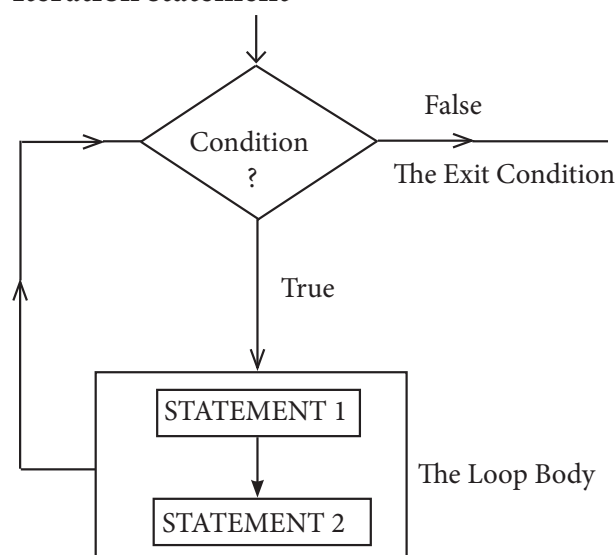 Iteration statement
False
Condition
?
The Exit Condition
True
STATEMENT 1
The Loop Body
STATEMENT 2